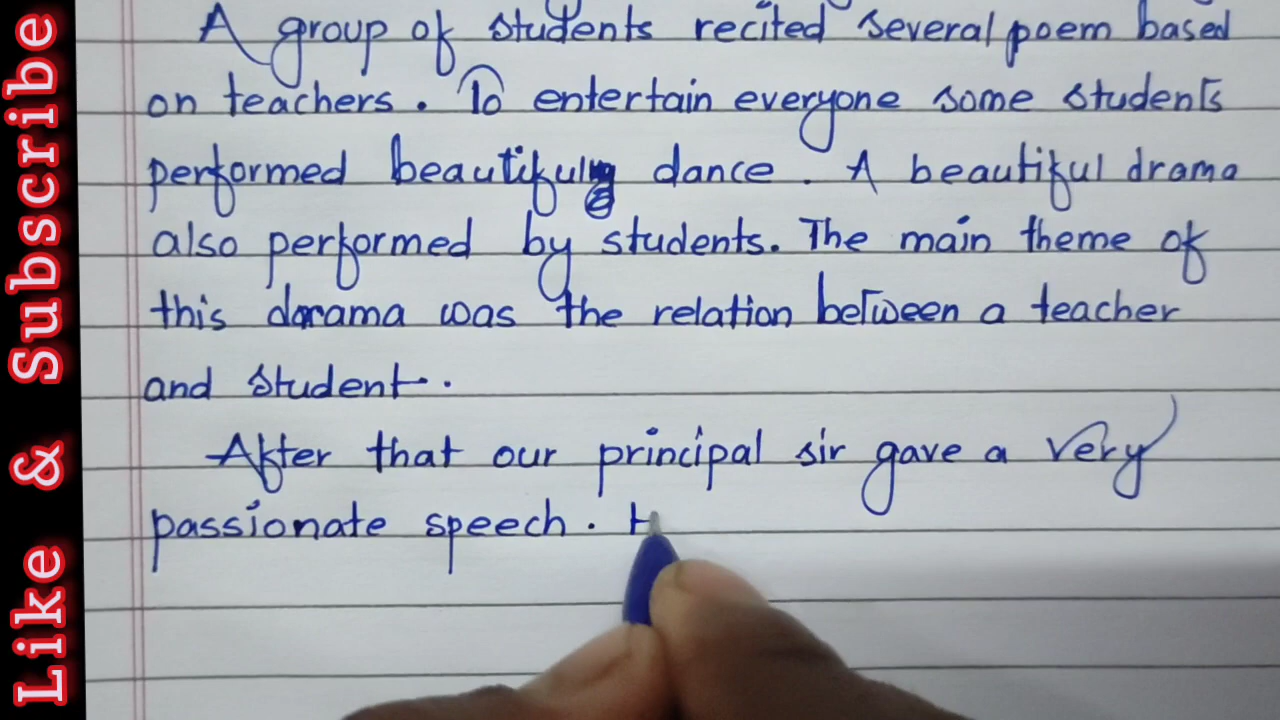 Like & Subscribe
A group of students recited several poem based
on teachers. To entertain everyone some students
performed beautiful dance. A beautiful drama
also performed by students. The main theme of
this drama was the relation between a teacher
and student.
After that our principal sir gave a very
passionate speech. H